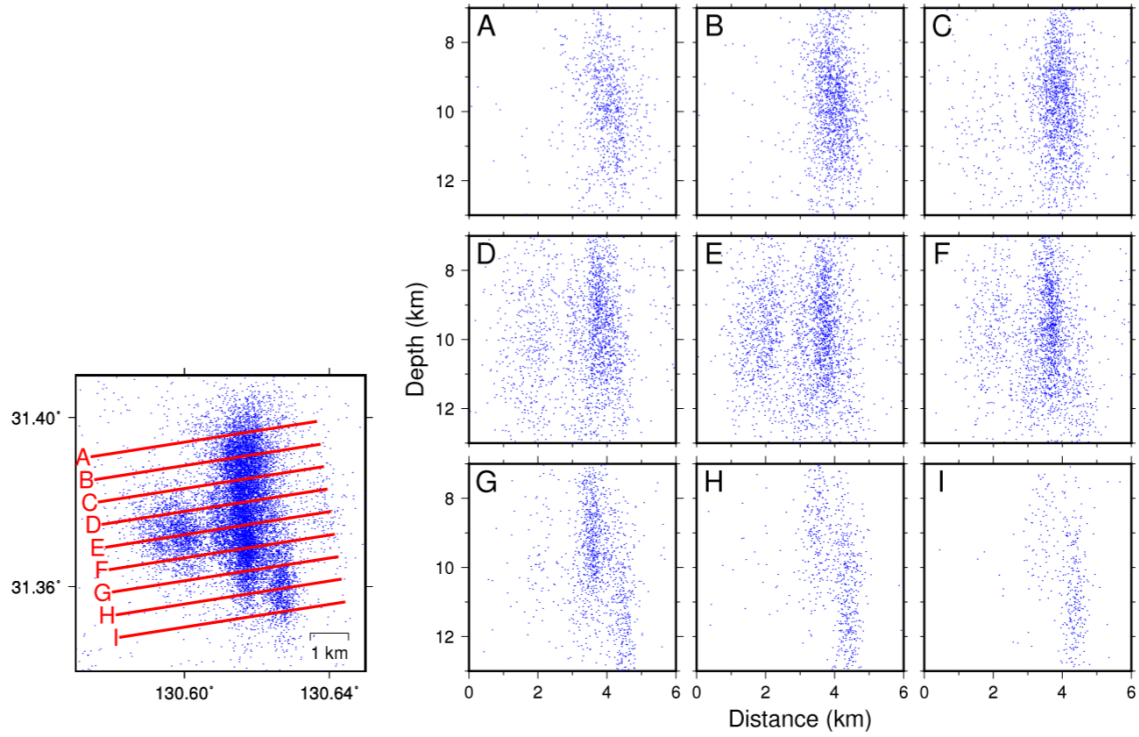 31.40˚
31.36˚
130.60˚
130.64˚
A
B
C
D
E
F
G
H
I
1 km
A
B
C
8
10
12
D
E
F
8
10
12
G
H
I
8
10
12
0 2 4 6
0 2 4 6
0 2 4 6
Depth (km)
Distance (km)